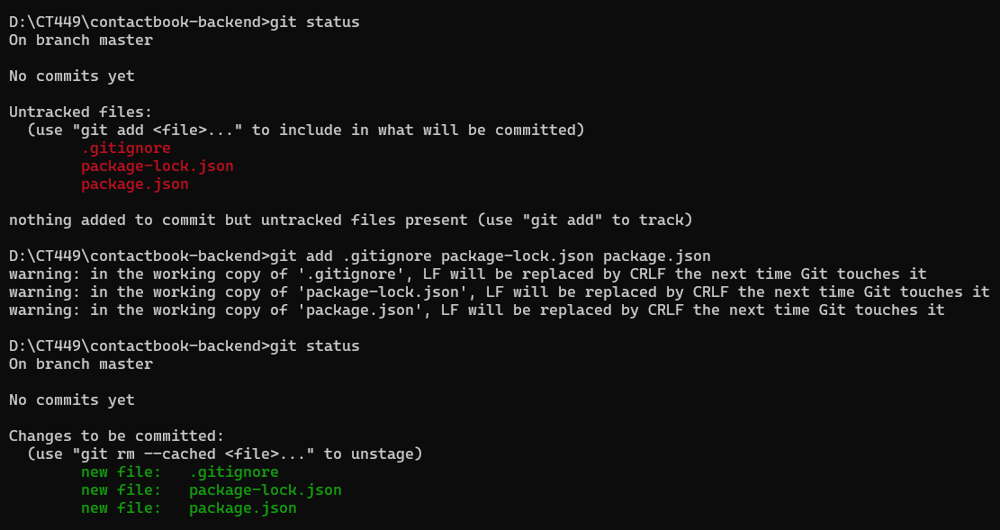 D:\CT449\contactbook-backend>git status
On branch master
No commits yet
Untracked files:
  (use "git add <file>..." to include in what will be committed)
        .gitignore
        package-lock.json
        package.json
nothing added to commit but untracked files present (use "git add" to track)
D:\CT449\contactbook-backend>git add .gitignore package-lock.json package.json
warning: in the working copy of '.gitignore', LF will be replaced by CRLF the next time Git touches it
warning: in the working copy of 'package-lock.json', LF will be replaced by CRLF the next time Git touches it
warning: in the working copy of 'package.json', LF will be replaced by CRLF the next time Git touches it
D:\CT449\contactbook-backend>git status
On branch master
No commits yet
Changes to be committed:
  (use "git rm --cached <file>..." to unstage)
        new file:   .gitignore
        new file:   package-lock.json
        new file:   package.json